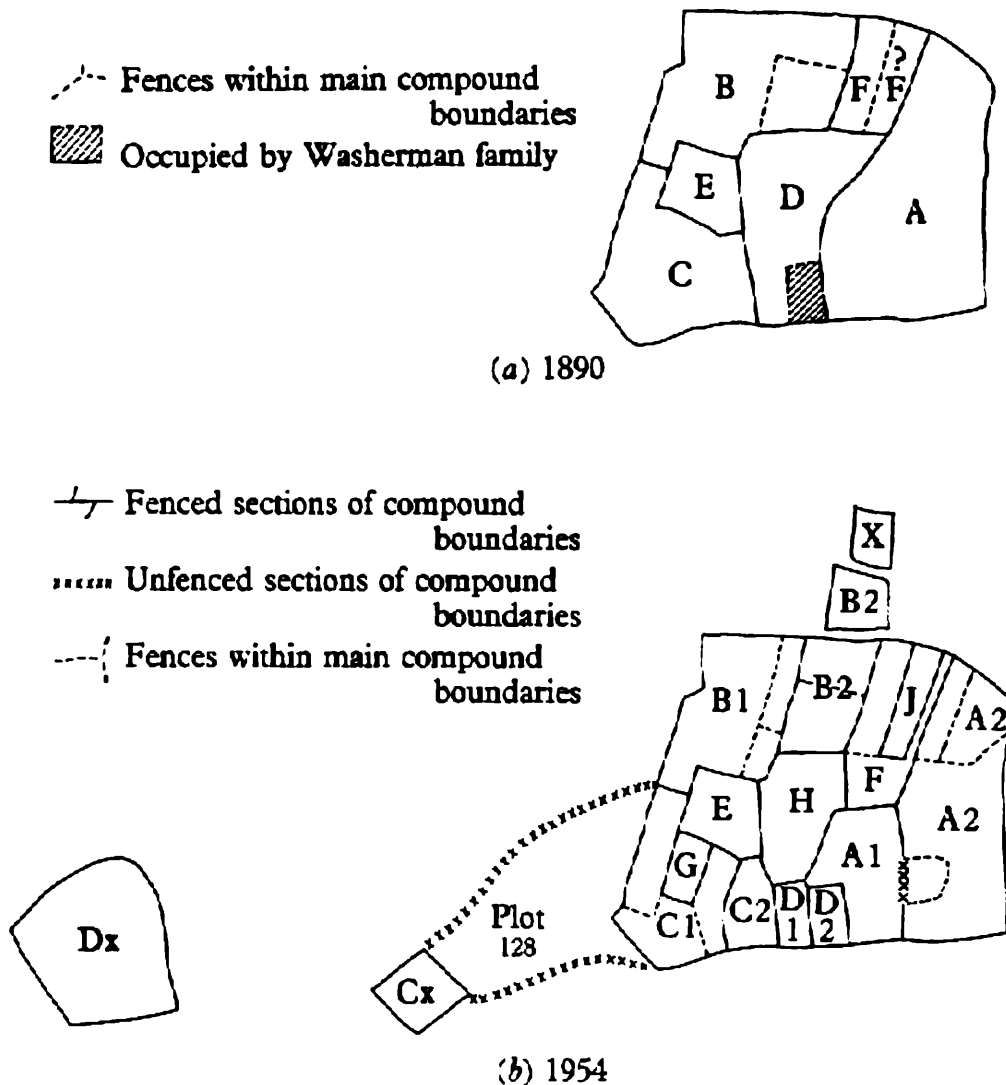 Fences within main compound
boundaries
Occupied by Washerman family
B
F
?
F
E
D
A
C
(a) 1890
Fenced sections of compound
boundaries
Unfenced sections of compound
boundaries
Fences within main compound
boundaries
X
B2
B1
B2
J
A2
E
H
F
A2
G
A1
C1
C2
D
1
D
2
Plot
128
Dx
Cx
(b) 1954